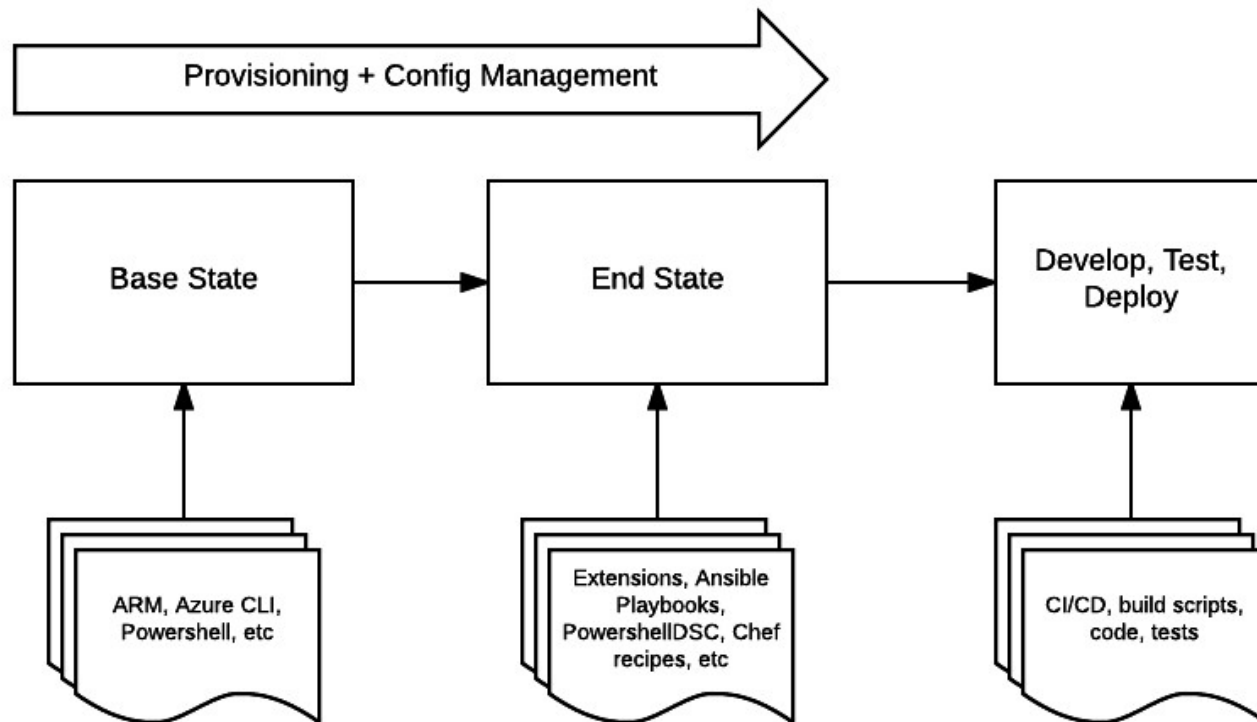 Provisioning + Config Management
Base State
End State
Develop, Test,
Deploy
ARM, Azure CLI,
Powershell, etc
Extensions, Ansible
Playbooks,
PowershellDSC, Chef
recipes, etc
CI/CD, build scripts,
code, tests